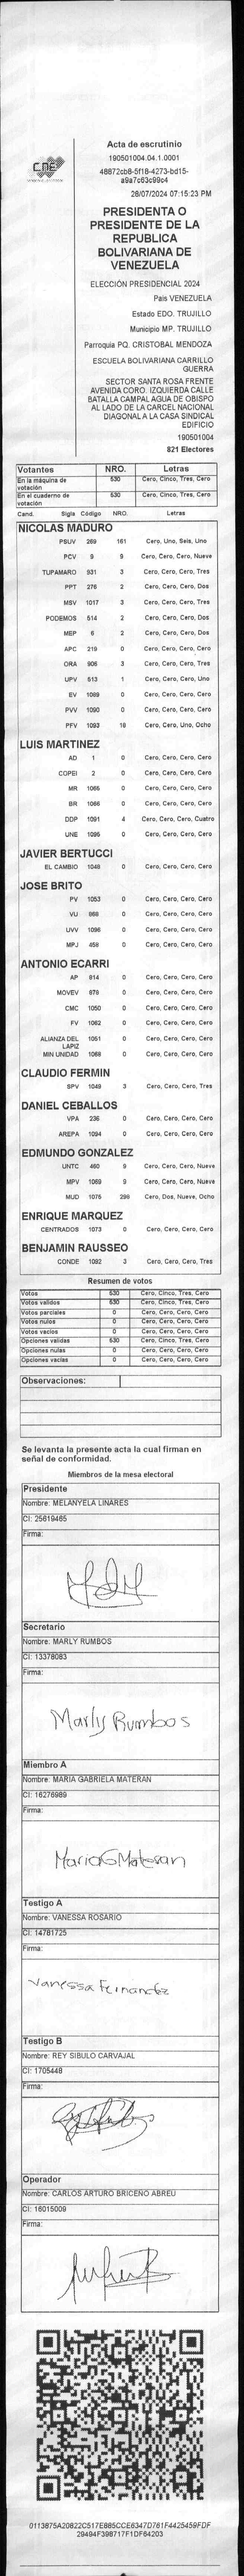 CNE
Acta de escrutinio
190501004.04.1.0001
48872cb8-5f18-4273-bd15-
a9a7c63c99c4
28/07/2024 07:15:23 PM
PRESIDENTA O
PRESIDENTE DE LA
REPUBLICA
BOLIVARIANA DE
VENEZUELA
ELECCIÓN PRESIDENCIAL 2024
Pais VENEZUELA
Estado EDO. TRUJILLO
Municipio MP. TRUJILLO
Parroquia PQ. CRISTOBAL MENDOZA
ESCUELA BOLIVARIANA CARRILLO
GUERRA
SECTOR SANTA ROSA FRENTE
AVENIDA CORO. IZQUIERDA CALLE
BATALLA CAMPAL AGUA DE OBISPO
AL LADO DE LA CARCEL NACIONAL
DIAGONAL A LA CASA SINDICAL
EDIFICIO
190501004
821 Electores
Votantes NRO. Letras
En la máquina de votación 530 Cero, Cinco, Tres, Cero
En el cuaderno de votación 530 Cero, Cinco, Tres, Cero
Cand. Sigla Código NRO. Letras
NICOLAS MADURO
PSUV 269 161 Cero, Uno, Seis, Uno
PCV 9 9 Cero, Cero, Cero, Nueve
TUPAMARO 931 3 Cero, Cero, Cero, Tres
PPT 276 2 Cero, Cero, Cero, Dos
MSV 1017 3 Cero, Cero, Cero, Tres
PODEMOS 514 2 Cero, Cero, Cero, Dos
MEP 6 2 Cero, Cero, Cero, Dos
APC 219 0 Cero, Cero, Cero, Cero
ORA 906 3 Cero, Cero, Cero, Tres
UPV 513 1 Cero, Cero, Cero, Uno
EV 1089 0 Cero, Cero, Cero, Cero
PVV 1090 0 Cero, Cero, Cero, Cero
PFV 1093 18 Cero, Cero, Uno, Ocho
LUIS MARTINEZ
AD 1 0 Cero, Cero, Cero, Cero
COPEI 2 0 Cero, Cero, Cero, Cero
MR 1065 0 Cero, Cero, Cero, Cero
BR 1066 0 Cero, Cero, Cero, Cero
DDP 1091 4 Cero, Cero, Cero, Cuatro
UNE 1095 0 Cero, Cero, Cero, Cero
JAVIER BERTUCCI
EL CAMBIO 1048 0 Cero, Cero, Cero, Cero
JOSE BRITO
PV 1053 0 Cero, Cero, Cero, Cero
VU 868 0 Cero, Cero, Cero, Cero
UVV 1096 0 Cero, Cero, Cero, Cero
MPJ 458 0 Cero, Cero, Cero, Cero
ANTONIO ECARRI
AP 814 0 Cero, Cero, Cero, Cero
MOVEV 979 0 Cero, Cero, Cero, Cero
CMC 1050 0 Cero, Cero, Cero, Cero
FV 1062 0 Cero, Cero, Cero, Cero
ALIANZA DEL LAPIZ 1051 0 Cero, Cero, Cero, Cero
MIN UNIDAD 1068 0 Cero, Cero, Cero, Cero
CLAUDIO FERMIN
SPV 1049 3 Cero, Cero, Cero, Tres
DANIEL CEBALLOS
VPA 236 0 Cero, Cero, Cero, Cero
AREPA 1094 0 Cero, Cero, Cero, Cero
EDMUNDO GONZALEZ
UNTC 460 9 Cero, Cero, Cero, Nueve
MPV 1069 9 Cero, Cero, Cero, Nueve
MUD 1075 298 Cero, Dos, Nueve, Ocho
ENRIQUE MARQUEZ
CENTRADOS 1073 0 Cero, Cero, Cero, Cero
BENJAMIN RAUSSEO
CONDE 1082 3 Cero, Cero, Cero, Tres
Resumen de votos
Votos 530 Cero, Cinco, Tres, Cero
Votos validos 530 Cero, Cinco, Tres, Cero
Votos parciales 0 Cero, Cero, Cero, Cero
Votos nulos 0 Cero, Cero, Cero, Cero
Votos vacios 0 Cero, Cero, Cero, Cero
Opciones validas 530 Cero, Cinco, Tres, Cero
Opciones nulas 0 Cero, Cero, Cero, Cero
Opciones vacias 0 Cero, Cero, Cero, Cero
Observaciones:
Se levanta la presente acta la cual firman en
señal de conformidad.
Miembros de la mesa electoral
Presidente
Nombre: MELANYELA LINARES
CI: 25619465
Firma:
Secretario
Nombre: MARLY RUMBOS
CI: 13378083
Firma:
Marly Rumbos
Miembro A
Nombre: MARIA GABRIELA MATERAN
CI: 16276989
Firma:
MariaGMateran
Testigo A
Nombre: VANESSA ROSARIO
CI: 14781725
Firma:
Vanessa Fernandez
Testigo B
Nombre: REY SIBULO CARVAJAL
CI: 1705448
Firma:
Operador
Nombre: CARLOS ARTURO BRICEÑO ABREU
CI: 16015009
Firma:
0113875A20822C517E885CCE6347D761F4425459FDF
29494F398717F1DF64203